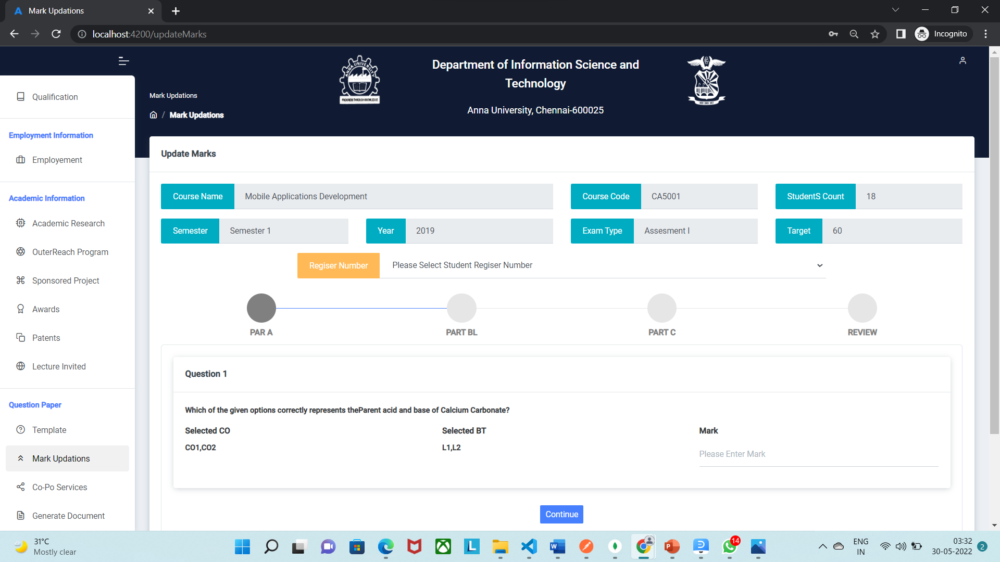 Mark Updations
localhost:4200/updateMarks
Incognito
ANNA UNIVERSITY
PROGRESS THROUGH KNOWLEDGE
Department of Information Science and
Technology
Anna University, Chennai-600025
Mark Updations
/ Mark Updations
Qualification
Employment Information
Employement
Academic Information
Academic Research
OuterReach Program
Sponsored Project
Awards
Patents
Lecture Invited
Question Paper
Template
Mark Updations
Co-Po Services
Generate Document
Update Marks
Course Name Mobile Applications Development
Course Code CA5001
StudentS Count 18
Semester Semester 1
Year 2019
Exam Type Assesment I
Target 60
Regiser Number Please Select Student Regiser Number
PAR A
PART BL
PART C
REVIEW
Question 1
Which of the given options correctly represents theParent acid and base of Calcium Carbonate?
Selected CO
CO1,CO2
Selected BT
L1,L2
Mark
Please Enter Mark
Continue
31°C
Mostly clear
14
ENG
IN
03:32
30-05-2022
2